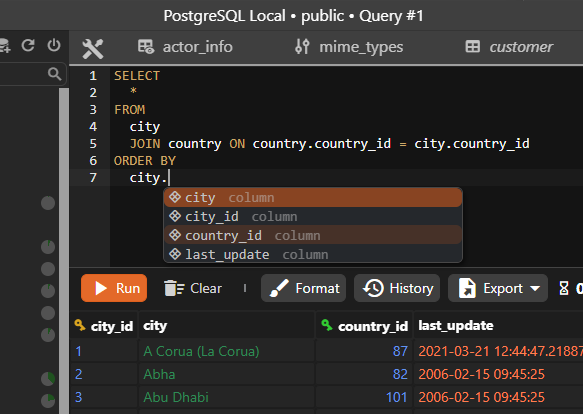 PostgreSQL Local • public • Query #1
actor_info mime_types customer
1 SELECT
2 *
3 FROM
4 city
5 JOIN country ON country.country_id = city.country_id
6 ORDER BY
7 city.
city column
city_id column
country_id column
last_update column
Run Clear Format History Export 0
city_id city country_id last_update
1 A Corua (La Corua) 87 2021-03-21 12:44:47.21887
2 Abha 82 2006-02-15 09:45:25
3 Abu Dhabi 101 2006-02-15 09:45:25